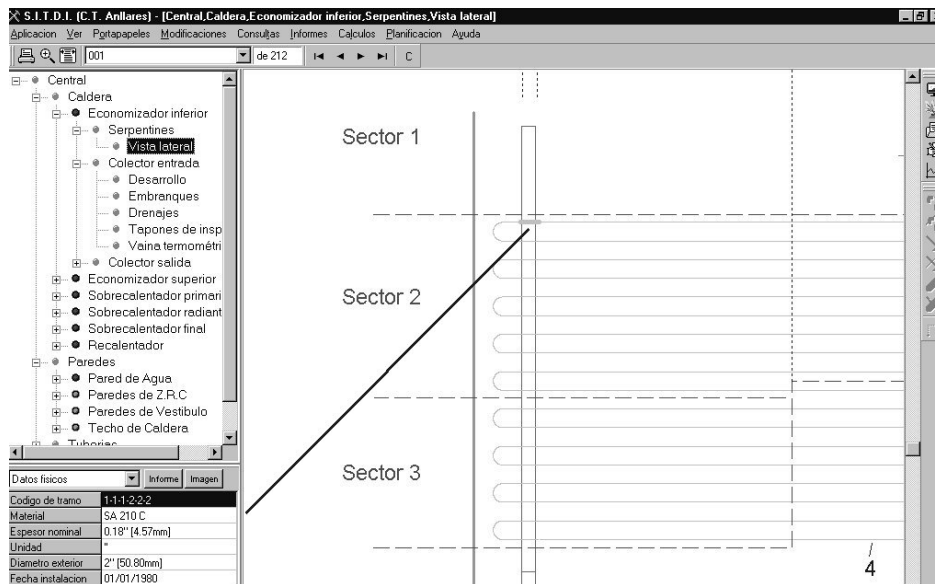 S.I.T.D.I. (C.T. Anllares) - [Central,Caldera,Economizador inferior,Serpentines,Vista lateral]
Aplicacion Ver Portapapeles Modificaciones Consultas Informes Calculos Planificacion Ayuda
001 de 212 C
Central
Caldera
Economizador inferior
Serpentines
Vista lateral
Colector entrada
Desarrollo
Embranques
Drenajes
Tapones de insp
Vaina termométri
Colector salida
Economizador superior
Sobrecalentador primari
Sobrecalentador radiant
Sobrecalentador final
Recalentador
Paredes
Pared de Agua
Paredes de Z.R.C
Paredes de Vestibulo
Techo de Caldera
Tuberias
Datos físicos Informe Imagen
Codigo de tramo 1-1-1-2-2-2
Material SA 210 C
Espesor nominal 0.18" [4.57mm]
Unidad "
Diametro exterior 2" [50.80mm]
Fecha instalacion 01/01/1980
Sector 1
Sector 2
Sector 3
4